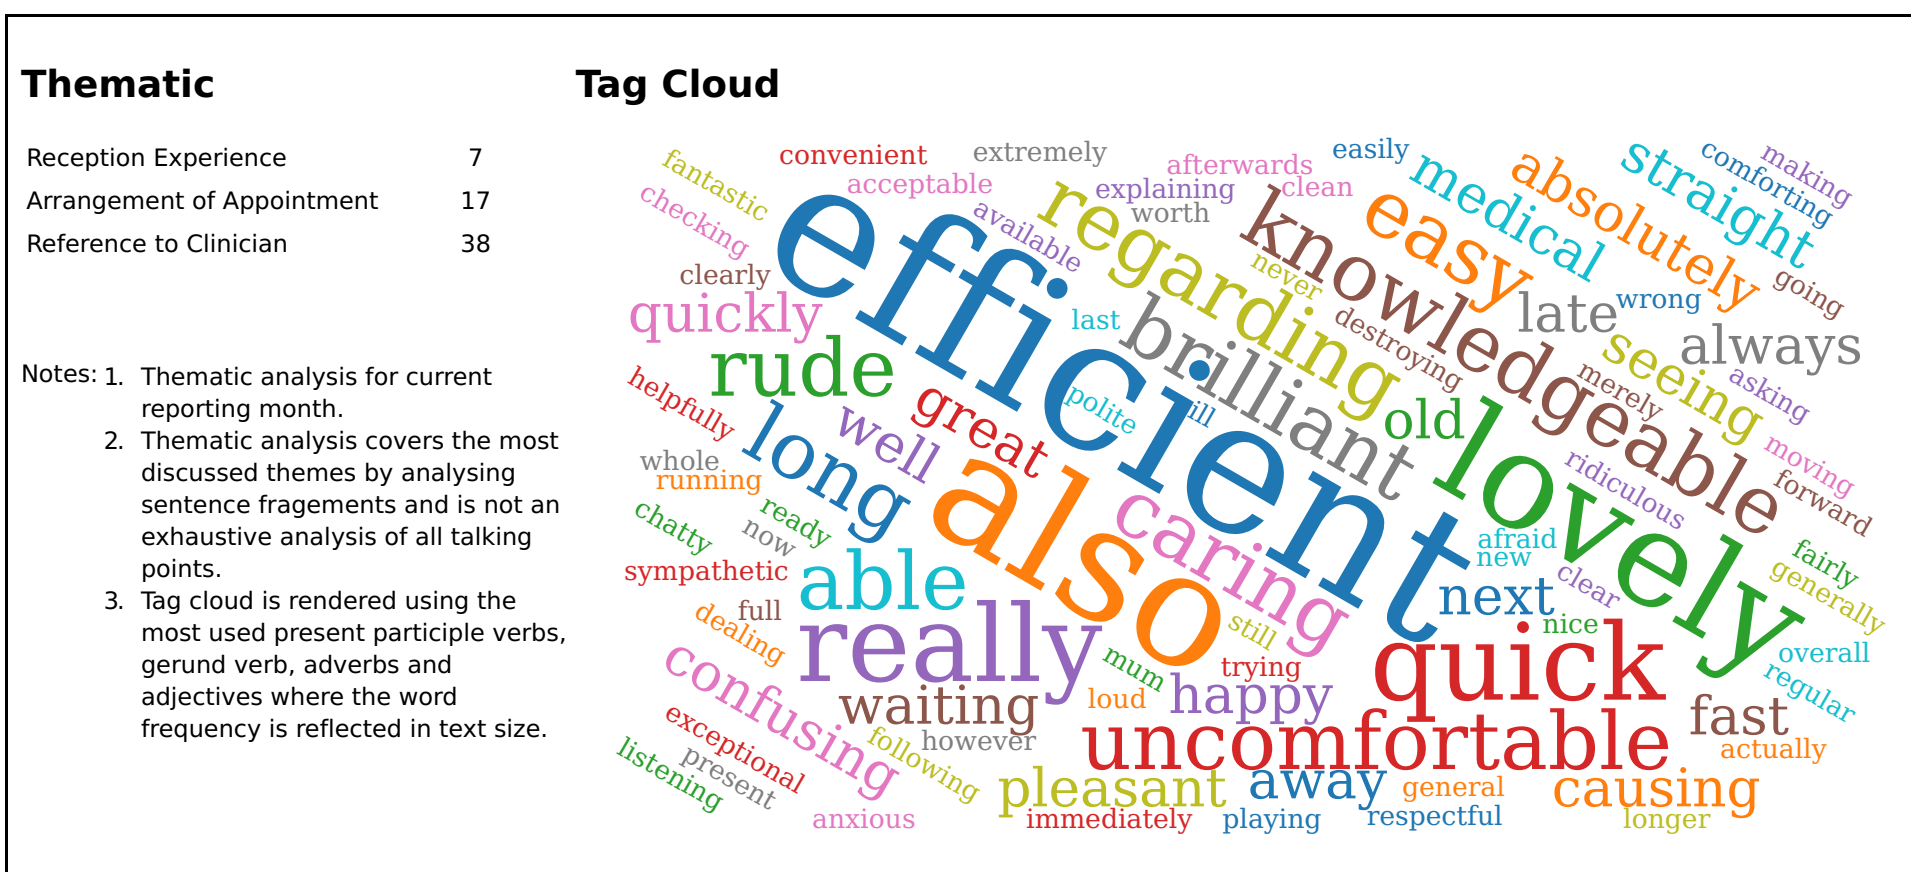 Thematic
Tag Cloud
Reception Experience 7
Arrangement of Appointment 17
Reference to Clinician 38
Notes: 1. Thematic analysis for current
reporting month.
2. Thematic analysis covers the most
discussed themes by analysing
sentence fragements and is not an
exhaustive analysis of all talking
points.
3. Tag cloud is rendered using the
most used present participle verbs,
gerund verb, adverbs and
adjectives where the word
frequency is reflected in text size.
fantastic
convenient
extremely
afterwards
easily
medical
absolutely
straight
comforting
making
checking
acceptable
explaining
clean
available
worth
regarding
knowledgeable
easy
efficient
clearly
never
going
quickly
last
brilliant
destroying
late
wrong
seeing
always
rude
helpfully
great
polite
ill
old
merely
asking
long
well
lovely
ridiculous
moving
forward
whole
running
also
caring
chatty
ready
now
afraid
new
clear
fairly
generally
sympathetic
able
next
nice
full
dealing
really
still
trying
mum
quick
overall
regular
confusing
waiting
loud
happy
fast
exceptional
following
however
uncomfortable
actually
listening
present
pleasant
away
general
causing
anxious
immediately
playing
respectful
longer